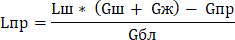 Lпр = Lш * (Gш + Gж) − Gпр
Gбл